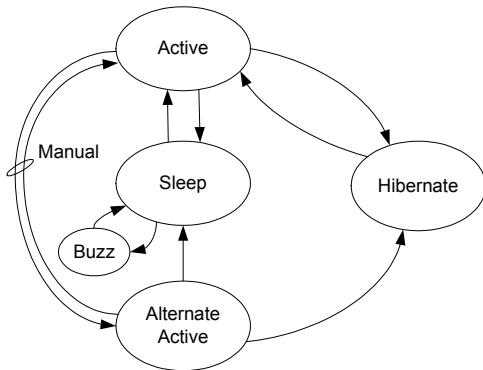 Active
Manual
Sleep
Hibernate
Buzz
Alternate
Active